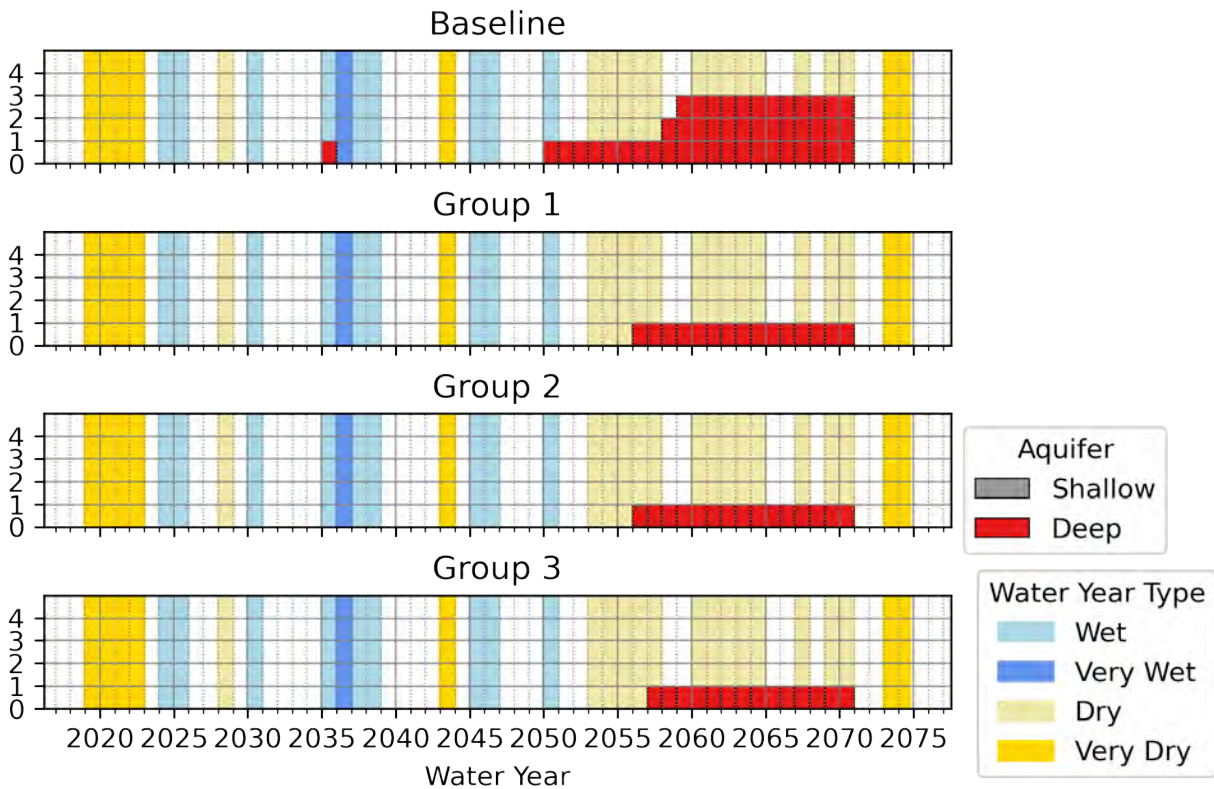 Baseline
4
3
2
1
0
Group 1
4
3
2
1
0
Group 2
4
3
2
1
0
Aquifer
Shallow
Deep
Group 3
4
3
2
1
0
2020 2025 2030 2035 2040 2045 2050 2055 2060 2065 2070 2075
Water Year
Water Year Type
Wet
Very Wet
Dry
Very Dry